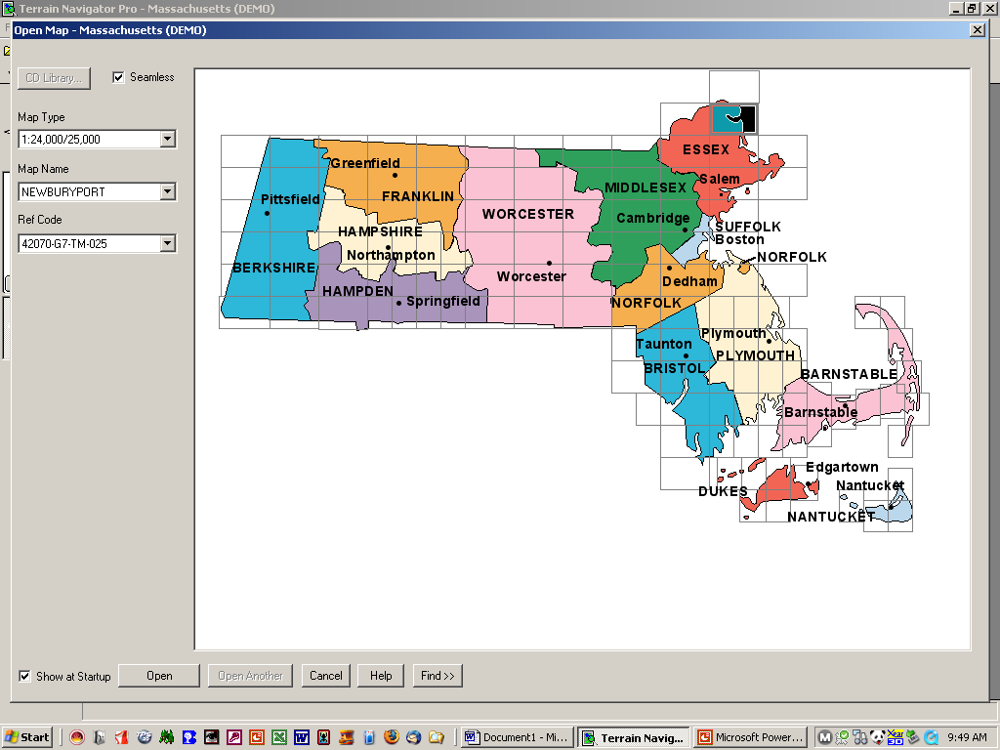 Terrain Navigator Pro - Massachusetts (DEMO)
Open Map - Massachusetts (DEMO)
CD Library...
Seamless
Map Type
1:24,000/25,000
Map Name
NEWBURYPORT
Ref Code
42070-G7-TM-025
ESSEX
Greenfield
Salem
MIDDLESEX
FRANKLIN
Pittsfield
WORCESTER
Cambridge
SUFFOLK
HAMPSHIRE
Boston
Northampton
NORFOLK
BERKSHIRE
Worcester
Dedham
HAMPDEN
Springfield
NORFOLK
Plymouth
Taunton
PLYMOUTH
BRISTOL
BARNSTABLE
Barnstable
Edgartown
Nantucket
DUKES
NANTUCKET
Show at Startup
Open
Open Another
Cancel
Help
Find >>
Start
Document1 - Mi...
Terrain Navig...
Microsoft Power...
9:49 AM